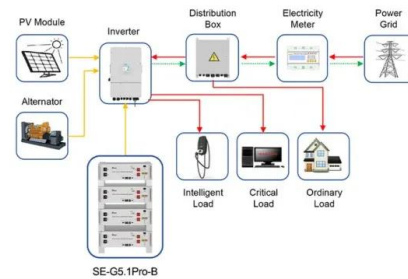 PV Module
Inverter
Distribution
Box
Electricity
Meter
Power
Grid
Alternator
Intelligent
Load
Critical
Load
Ordinary
Load
SE-G5.1Pro-B